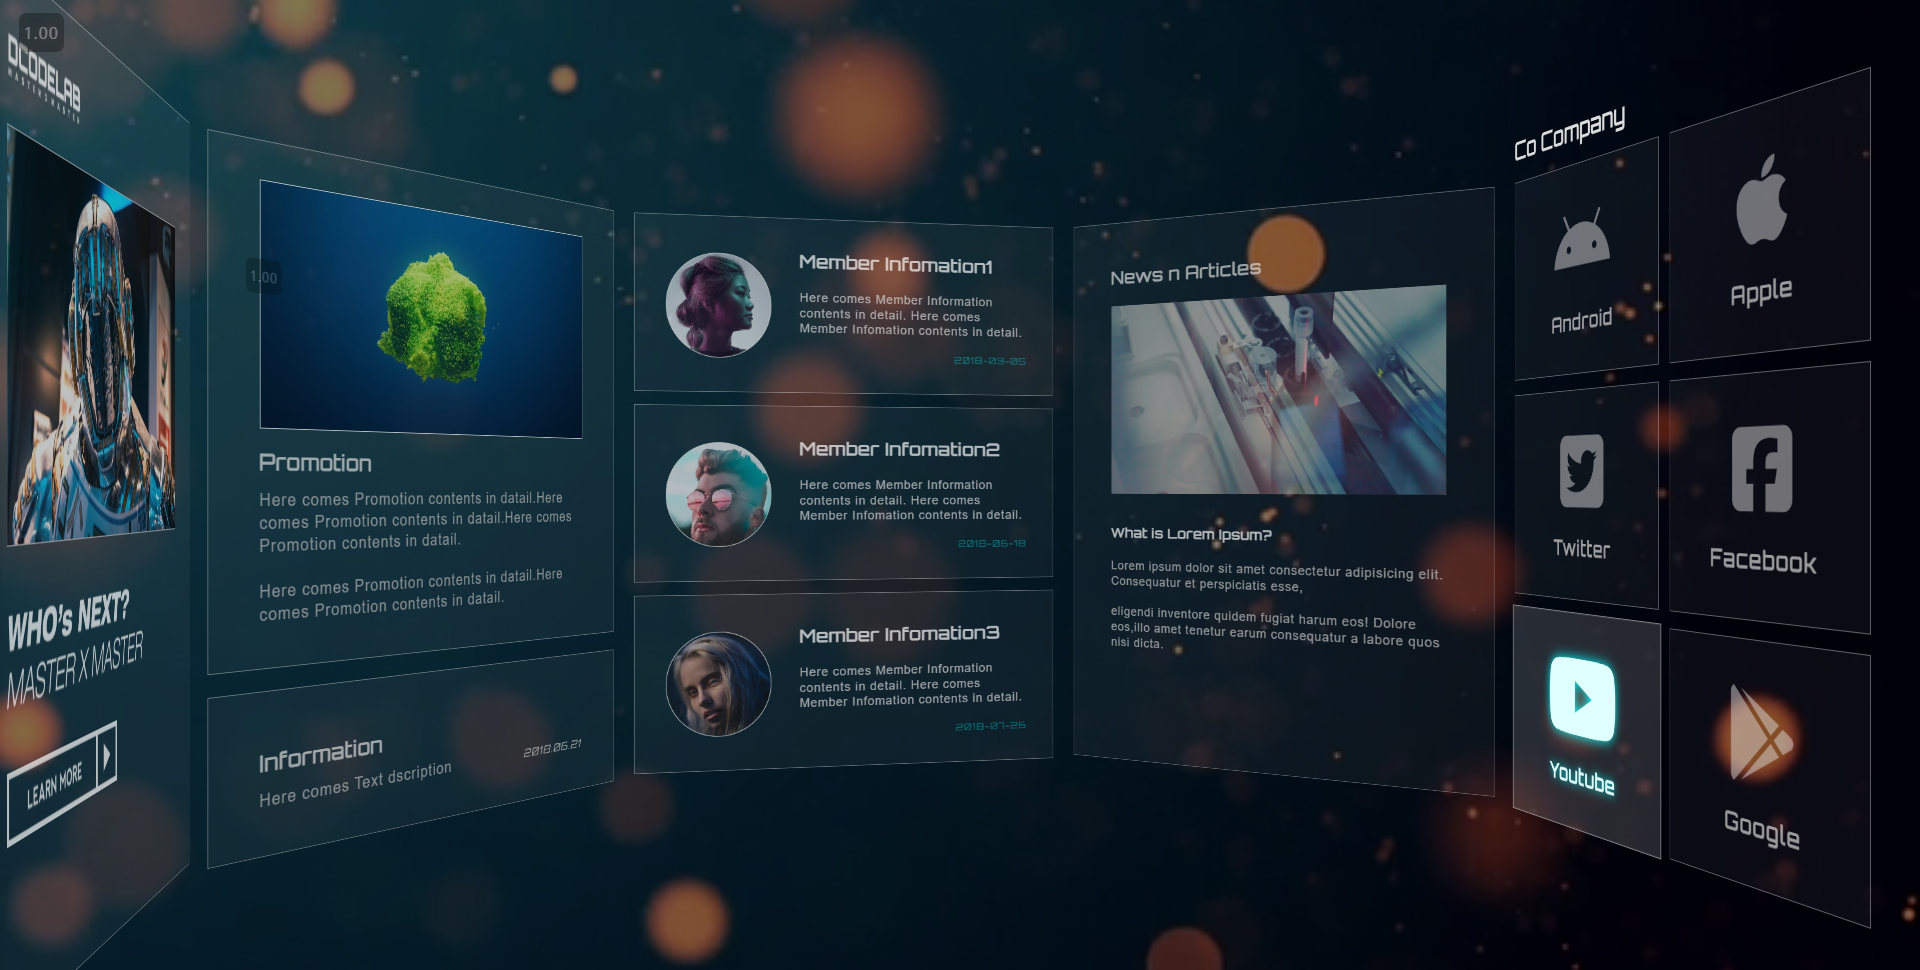 1.00
DCODELAB
MASTERSMASTER
WHO's NEXT?
MASTER X MASTER
LEARN MORE
1.00
Promotion
Here comes Promotion contents in datail.Here
comes Promotion contents in datail.Here comes
Promotion contents in datail.
Here comes Promotion contents in datail.Here
comes Promotion contents in datail.
Information
2018.06.21
Here comes Text dscription
Member Infomation1
Here comes Member Information
contents in detail. Here comes
Member Infomation contents in detail.
2018-03-05
Member Infomation2
Here comes Member Information
contents in detail. Here comes
Member Infomation contents in detail.
2018-06-18
Member Infomation3
Here comes Member Information
contents in detail. Here comes
Member Infomation contents in detail.
2018-07-26
News n Articles
What is Lorem Ipsum?
Lorem ipsum dolor sit amet consectetur adipisicing elit.
Consequatur et perspiciatis esse,
eligendi inventore quidem fugiat harum eos! Dolore
eos,illo amet tenetur earum consequatur a labore quos
nisi dicta.
Co Company
Android
Apple
Twitter
Facebook
Youtube
Google